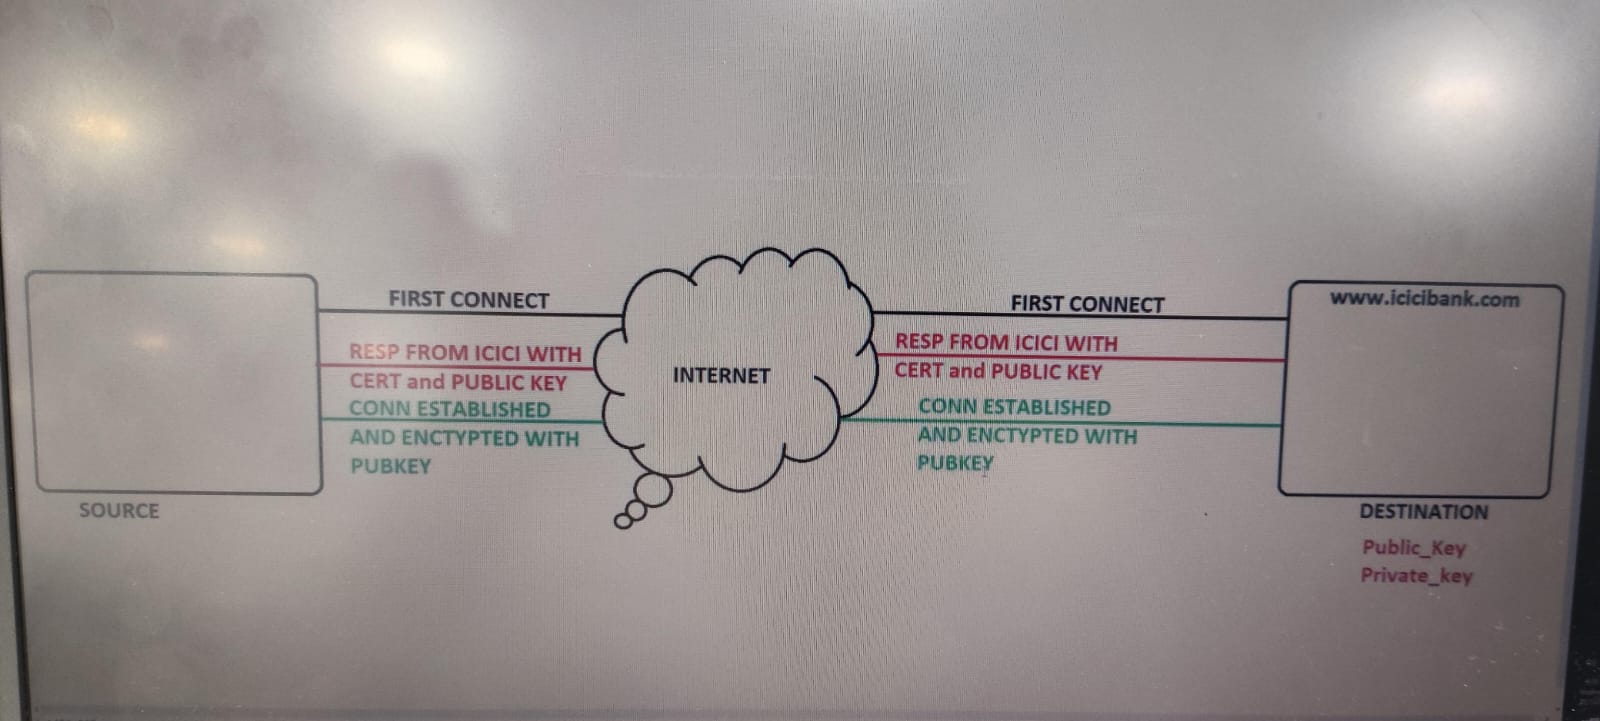 FIRST CONNECT
RESP FROM ICICI WITH
CERT and PUBLIC KEY
CONN ESTABLISHED
AND ENCTYPTED WITH
PUBKEY
SOURCE
INTERNET
FIRST CONNECT
RESP FROM ICICI WITH
CERT and PUBLIC KEY
CONN ESTABLISHED
AND ENCTYPTED WITH
PUBKEY
www.icicibank.com
DESTINATION
Public_Key
Private_key